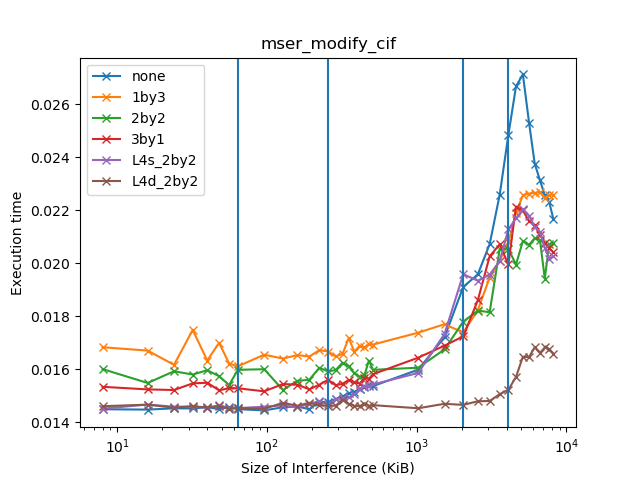 mser_modify_cif
none
1by3
2by2
3by1
L4s_2by2
L4d_2by2
Execution time
0.026
0.024
0.022
0.020
0.018
0.016
0.014
10¹ 10² 10³ 10⁴
Size of Interference (KiB)